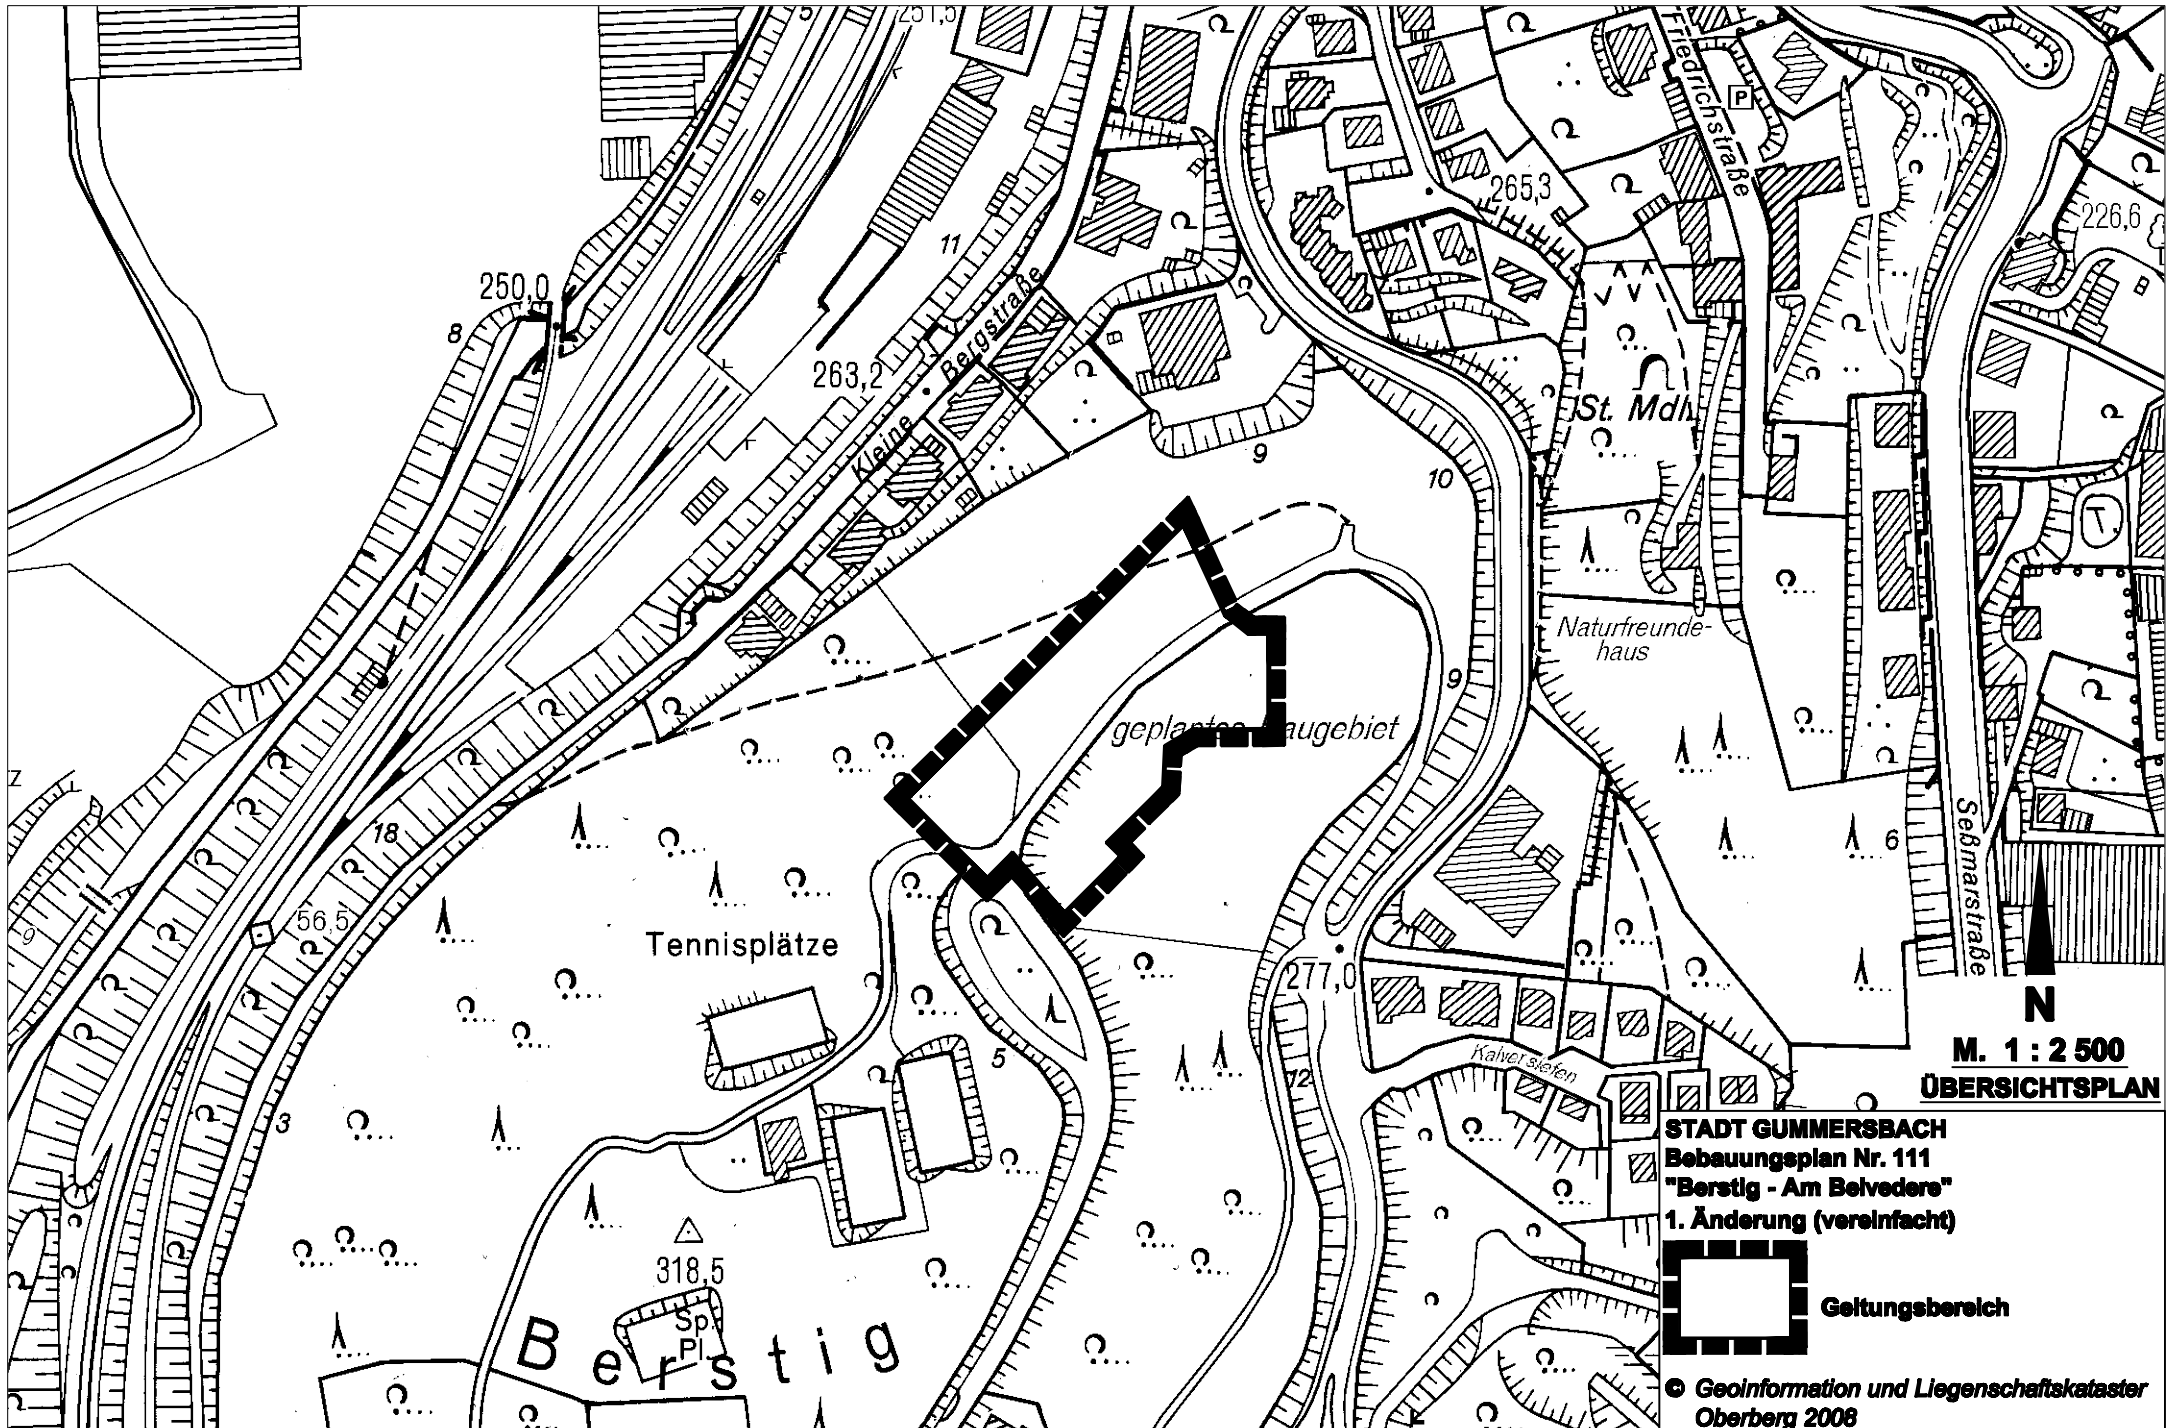 5
251,5
Friedrichstraße
P
265,3
226,6
11
250,0
8
Kleine Bergstraße
263,2
St. Mdl.
9
10
T
Naturfreunde-
haus
9
geplantes Baugebiet
Z
18
6
Seßmarstraße
56,5
9
Tennisplätze
277,0
N
M. 1 : 2 500
ÜBERSICHTSPLAN
5
Kalversiefen
12
3
STADT GUMMERSBACH
Bebauungsplan Nr. 111
"Berstig - Am Belvedere"
1. Änderung (vereinfacht)
318,5
Sp.
Pl.
Berstig
Geltungsbereich
© Geoinformation und Liegenschaftskataster
Oberberg 2008